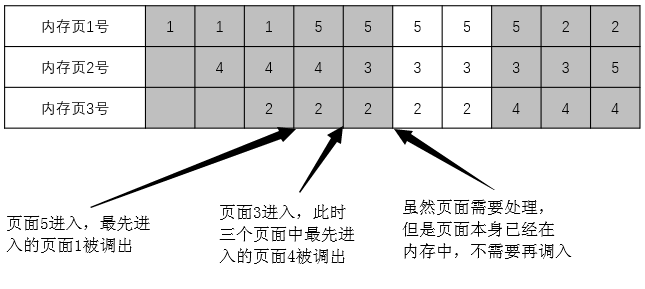 内存页1号 1 1 1 5 5 5 5 5 2 2
内存页2号 4 4 4 3 3 3 3 3 5
内存页3号 2 2 2 2 2 4 4 4
页面5进入，最先进
入的页面1被调出
页面3进入，此时
三个页面中最先进
入的页面4被调出
虽然页面需要处理，
但是页面本身已经在
内存中，不需要再调入